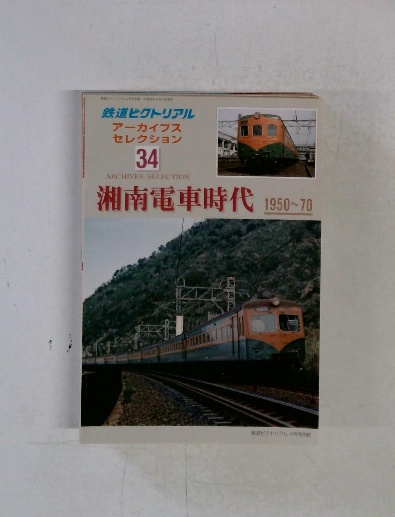 鉄道ピクトリアル
アーカイブス
セレクション
34
ARCHIVES SELECTION
湘南電車時代 1950～70